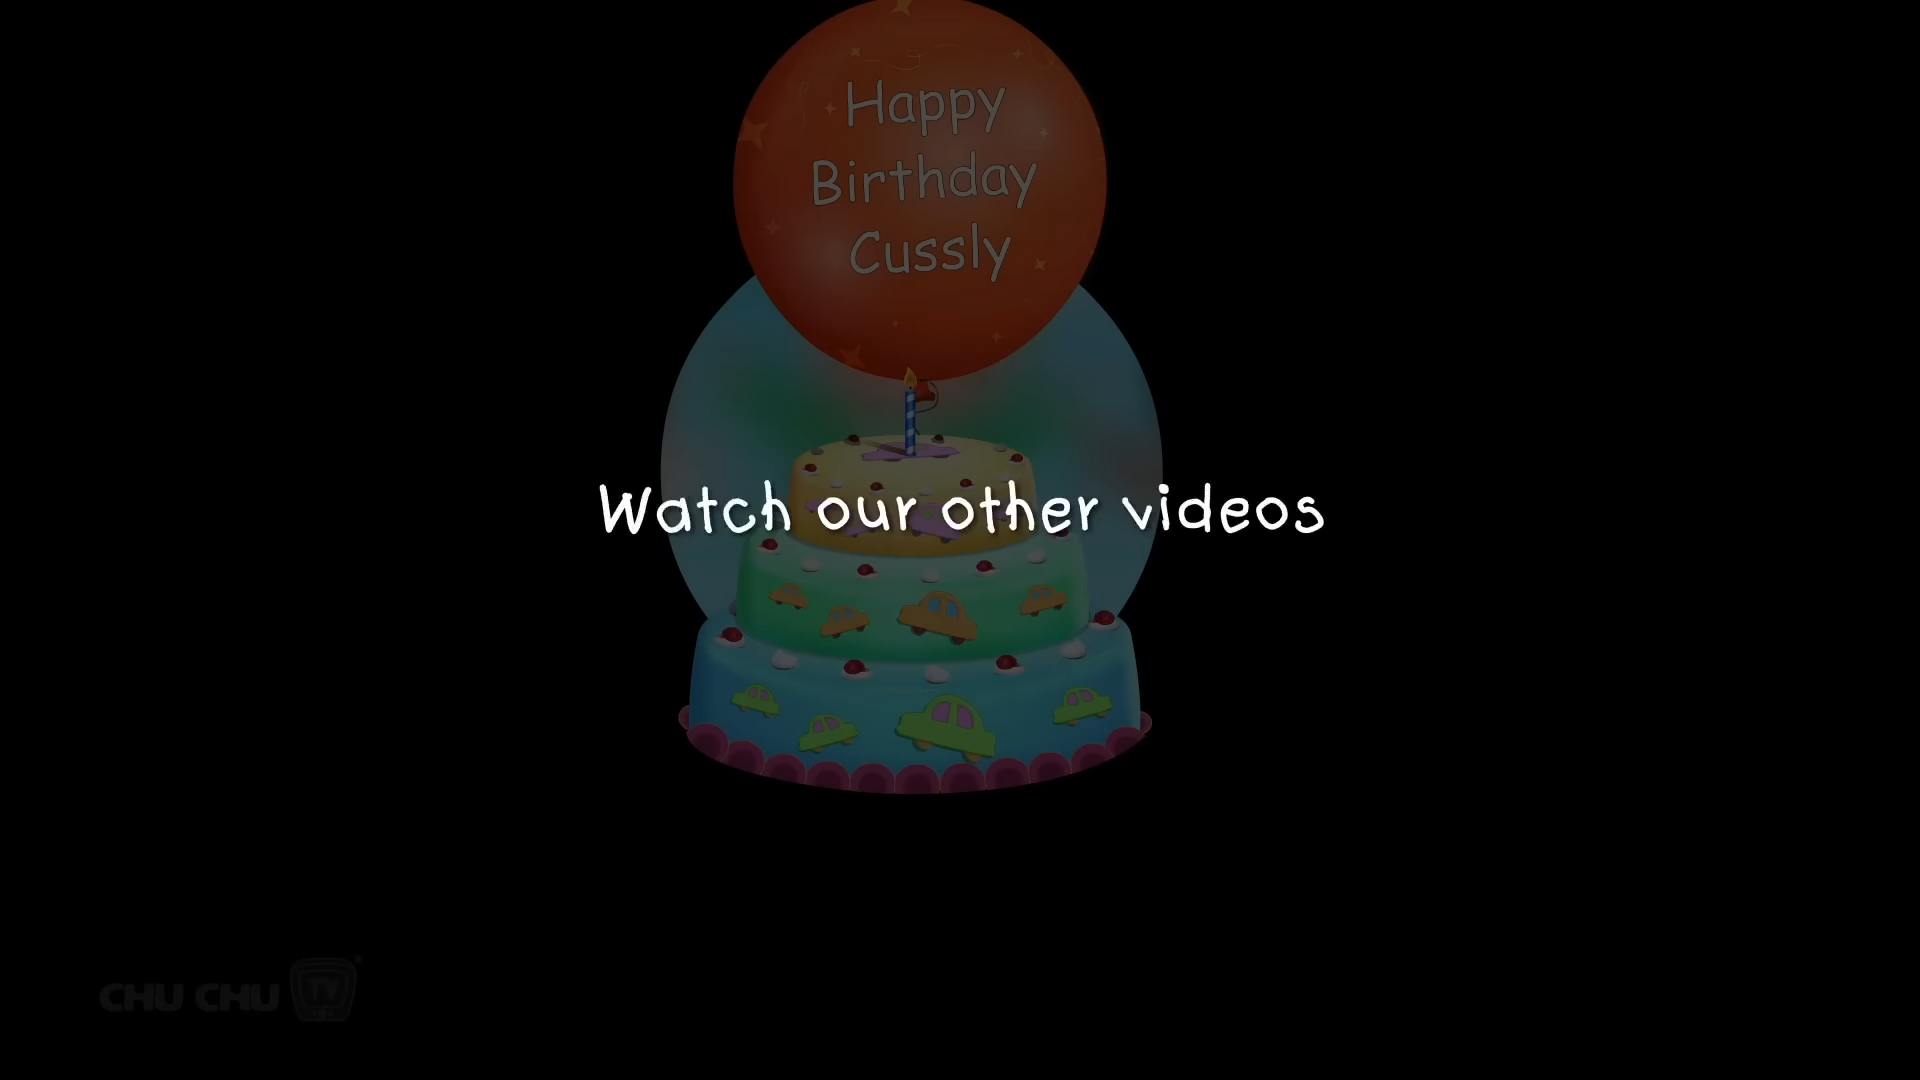 Happy
Birthday
Cussly
Watch our other videos
CHU CHU TV